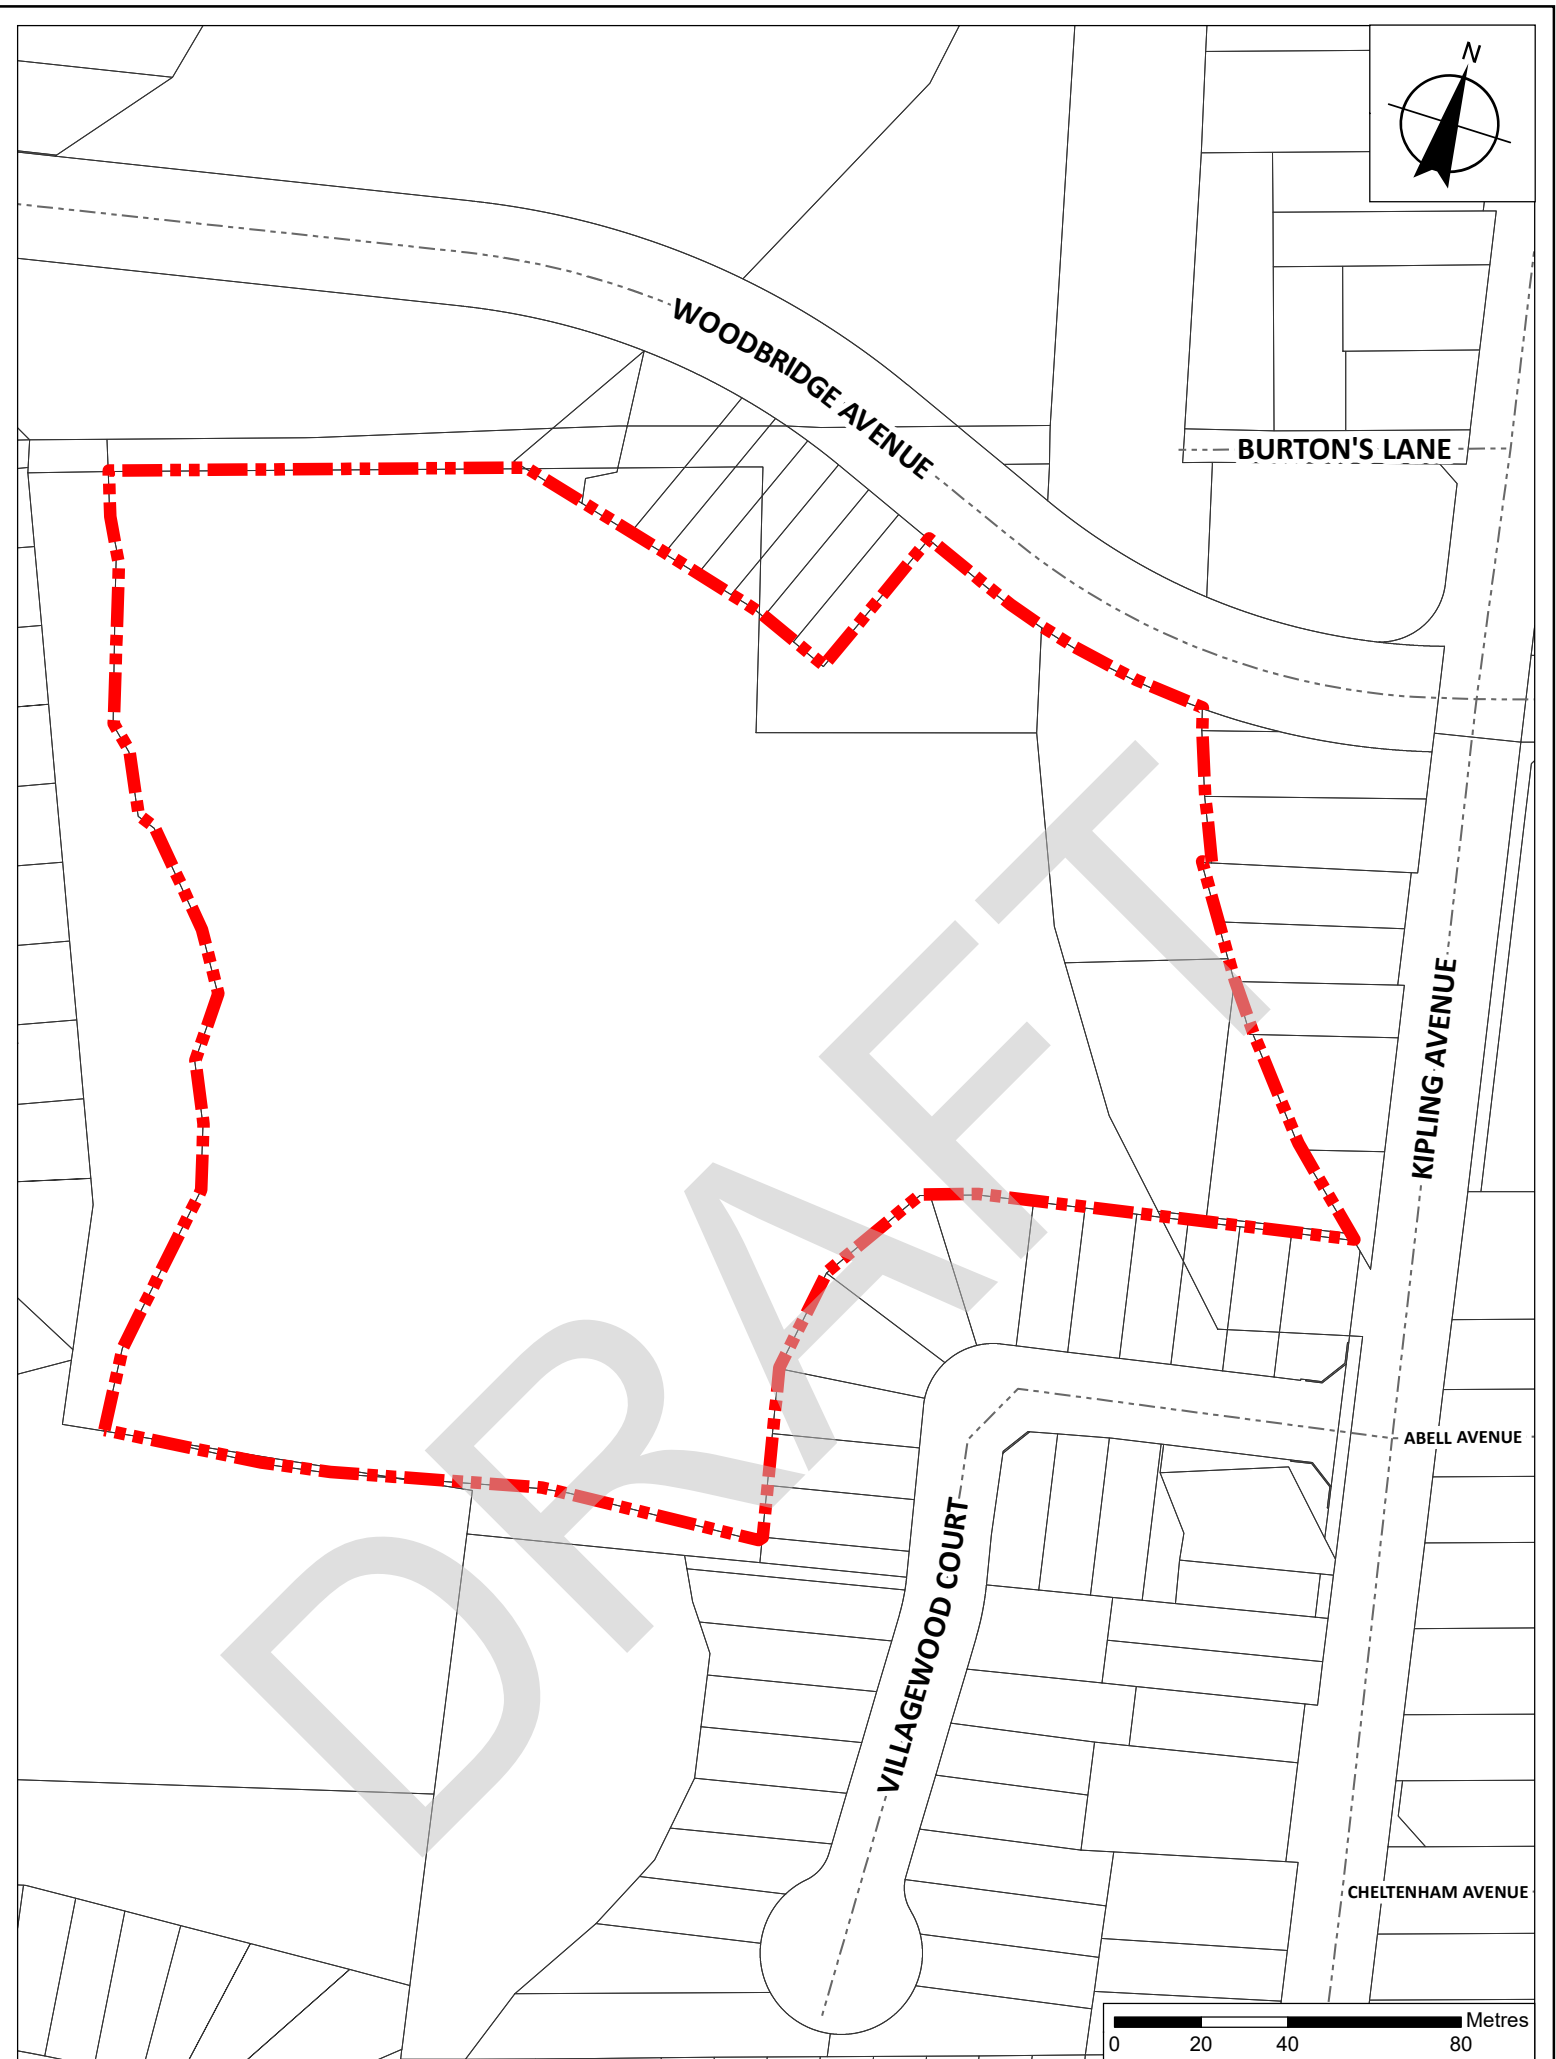 N
WOODBRIDGE AVENUE
BURTON'S LANE
KIPLING AVENUE
DRAFT
ABELL AVENUE
VILLAGEWOOD COURT
CHELTENHAM AVENUE
Metres
0 20 40 80